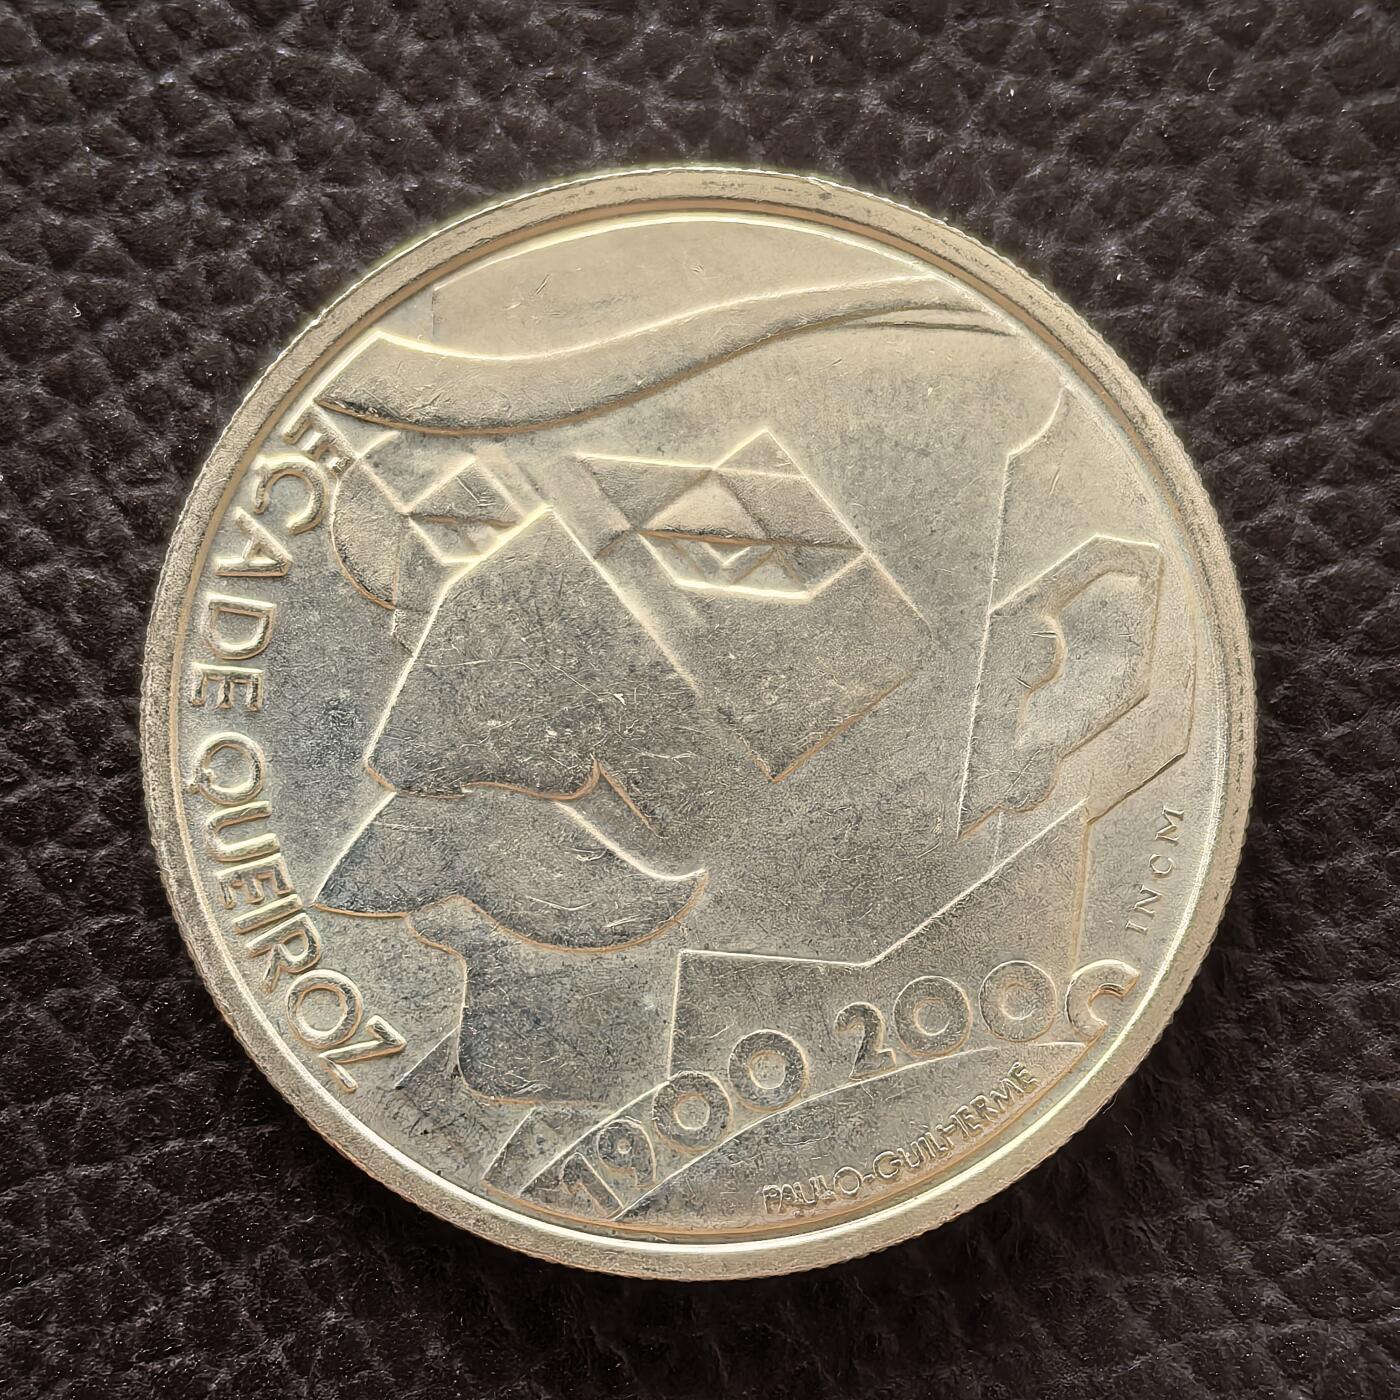 EÇA DE QUEIROZ
1900 2000
PAULO-GUILHERME
INCM